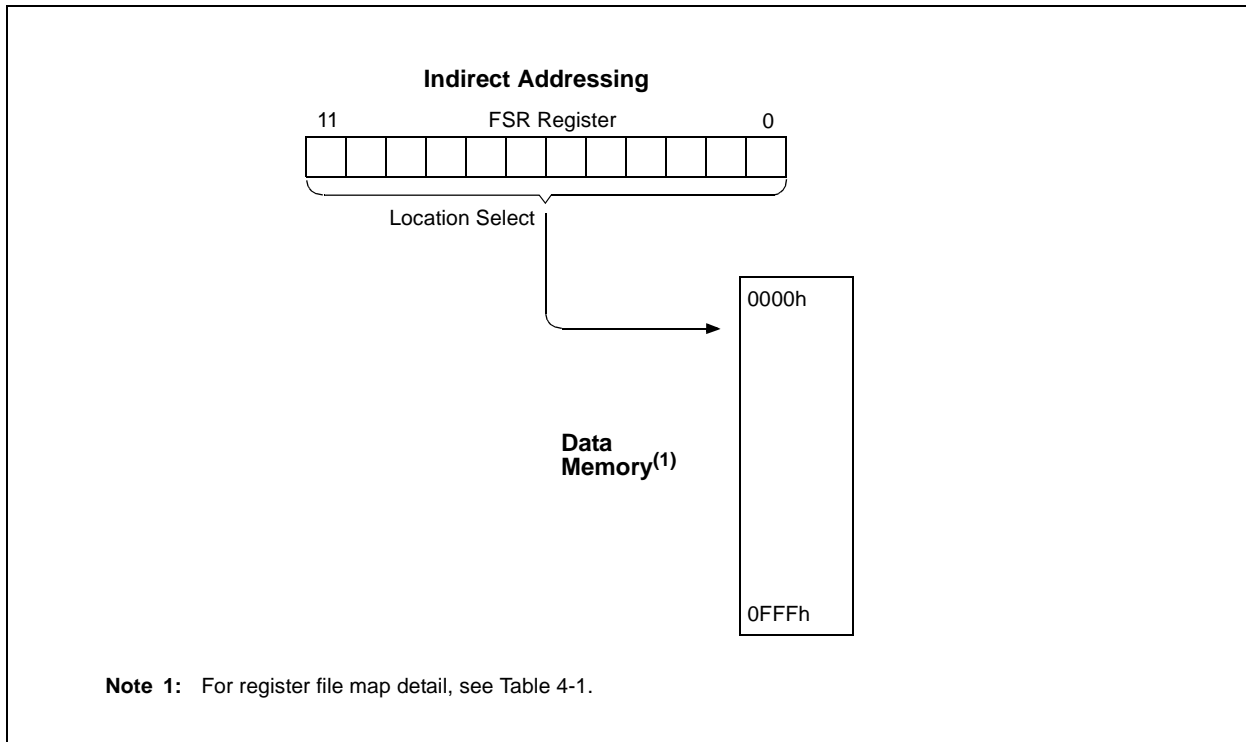 Indirect Addressing
11 FSR Register 0
Location Select
0000h
Data
Memory(1)
0FFFh
Note 1: For register file map detail, see Table 4-1.